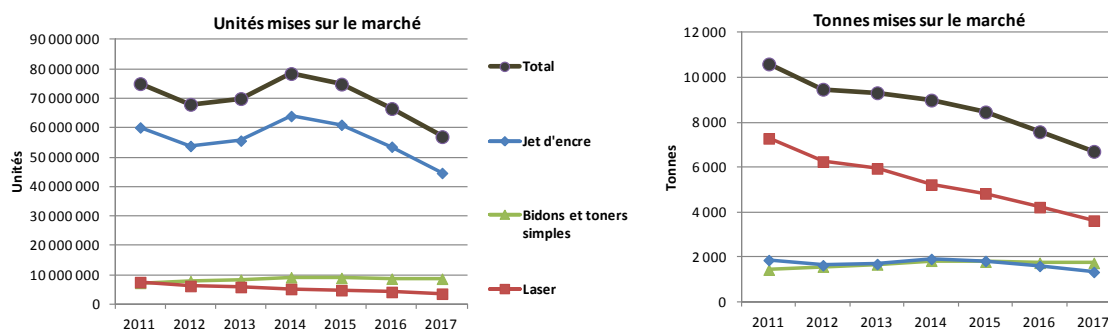 Unités mises sur le marché
90 000 000
80 000 000
70 000 000
60 000 000
50 000 000
40 000 000
30 000 000
20 000 000
10 000 000
0
Unités
2011 2012 2013 2014 2015 2016 2017
Total
Jet d'encre
Bidons et toners
simples
Laser
Tonnes mises sur le marché
12 000
10 000
8 000
6 000
4 000
2 000
0
Tonnes
2011 2012 2013 2014 2015 2016 2017